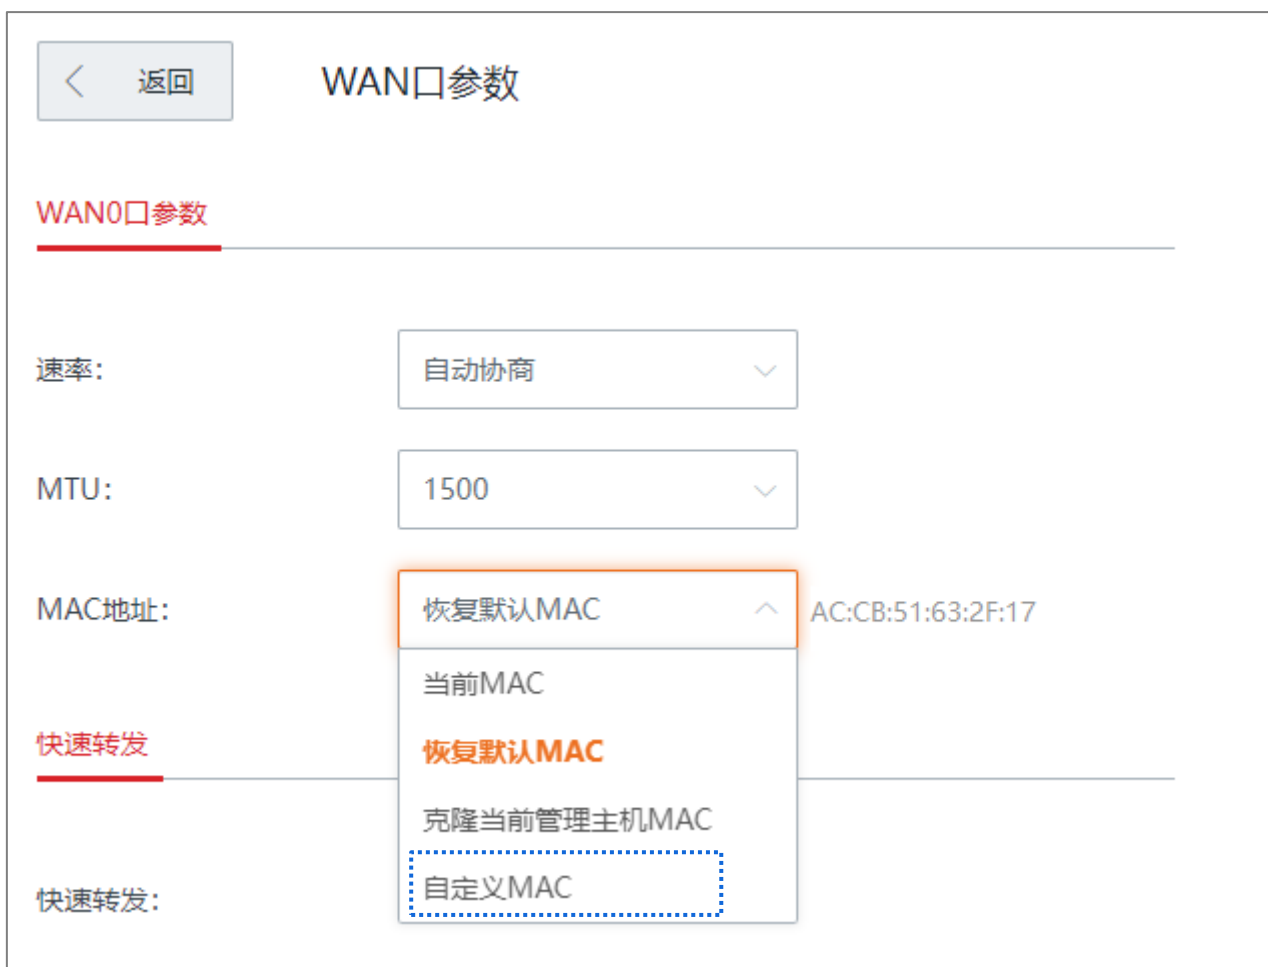 返回
WAN口参数
WAN0口参数
速率：
自动协商
MTU：
1500
MAC地址：
恢复默认MAC
AC:CB:51:63:2F:17
当前MAC
恢复默认MAC
克隆当前管理主机MAC
自定义MAC
快速转发
快速转发：